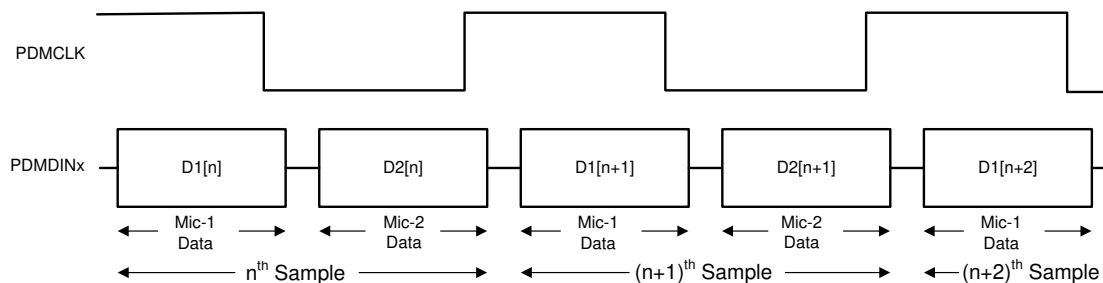 PDMCLK
PDMDINx
D1[n]
D2[n]
D1[n+1]
D2[n+1]
D1[n+2]
Mic-1
Data
Mic-2
Data
Mic-1
Data
Mic-2
Data
Mic-1
Data
nth Sample
(n+1)th Sample
(n+2)th Sample